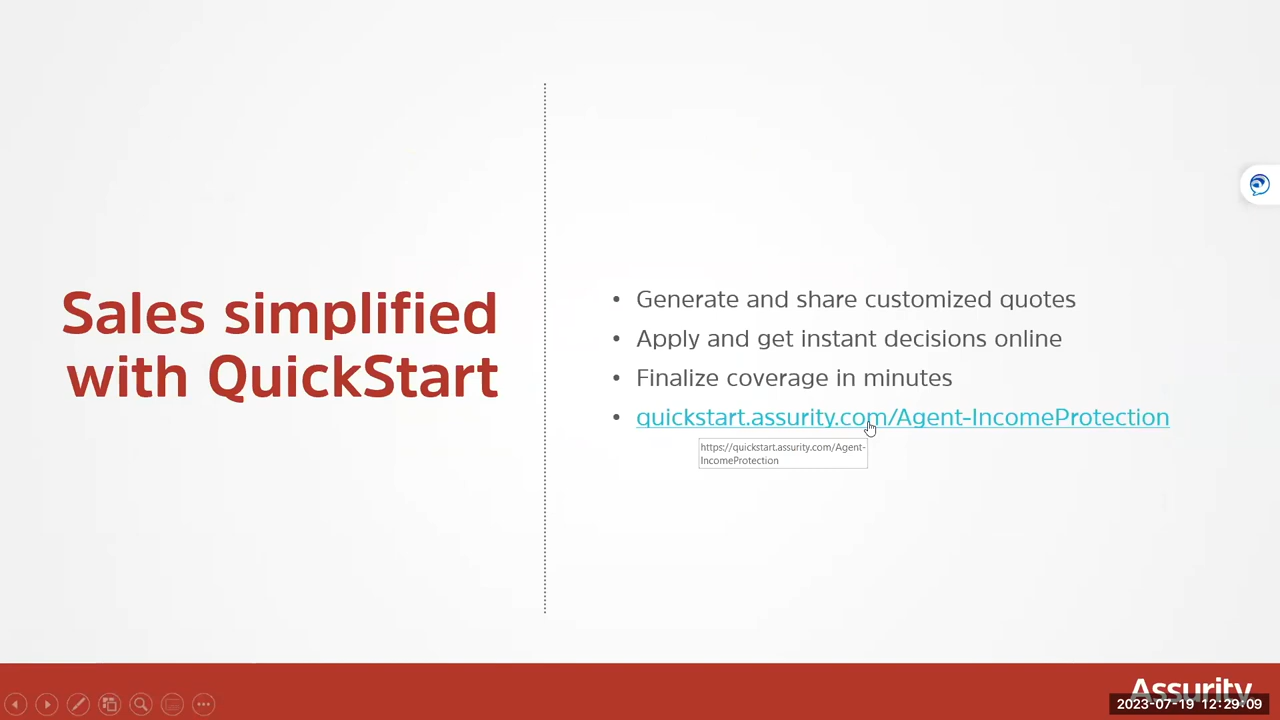 Sales simplified
with QuickStart
• Generate and share customized quotes
• Apply and get instant decisions online
• Finalize coverage in minutes
• quickstart.assurity.com/Agent-IncomeProtection
https://quickstart.assurity.com/Agent-
IncomeProtection
Assurity
2023-07-19 12:29:09